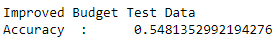 Improved Budget Test Data
Accuracy  :      0.5481352992194276